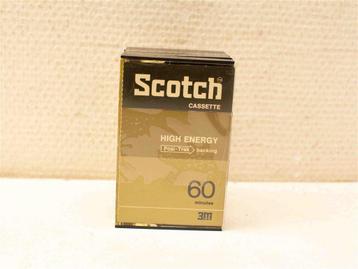 Scotch
CASSETTE
HIGH ENERGY
Posi-Trak backing
60
minutes
3M